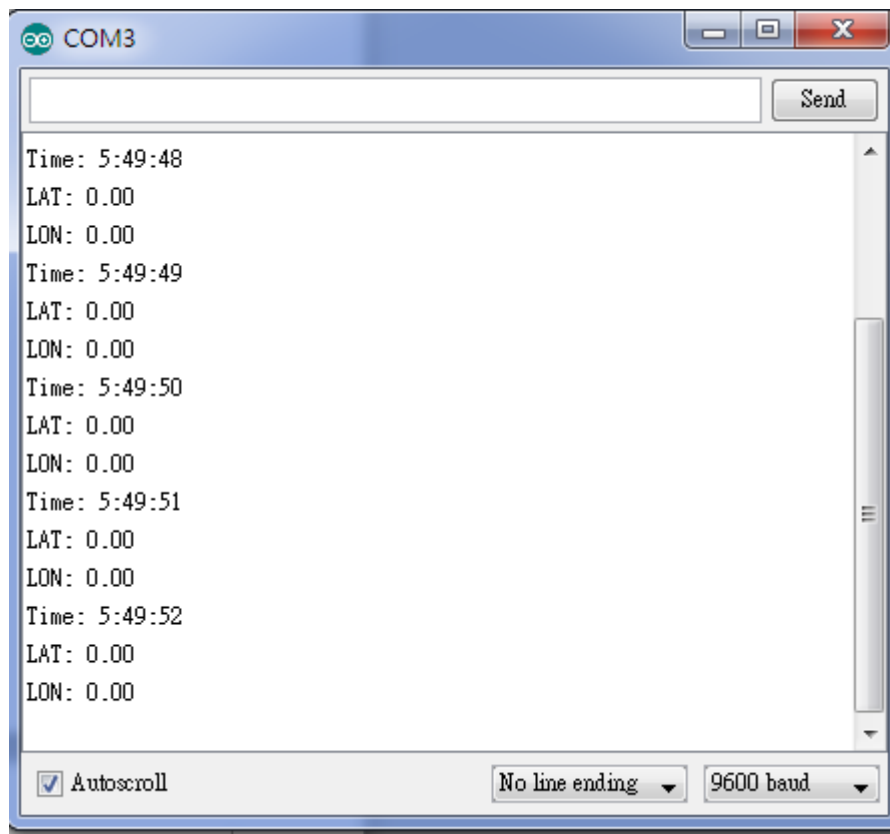 COM3
Send
Time: 5:49:48
LAT: 0.00
LON: 0.00
Time: 5:49:49
LAT: 0.00
LON: 0.00
Time: 5:49:50
LAT: 0.00
LON: 0.00
Time: 5:49:51
LAT: 0.00
LON: 0.00
Time: 5:49:52
LAT: 0.00
LON: 0.00
Autoscroll No line ending 9600 baud